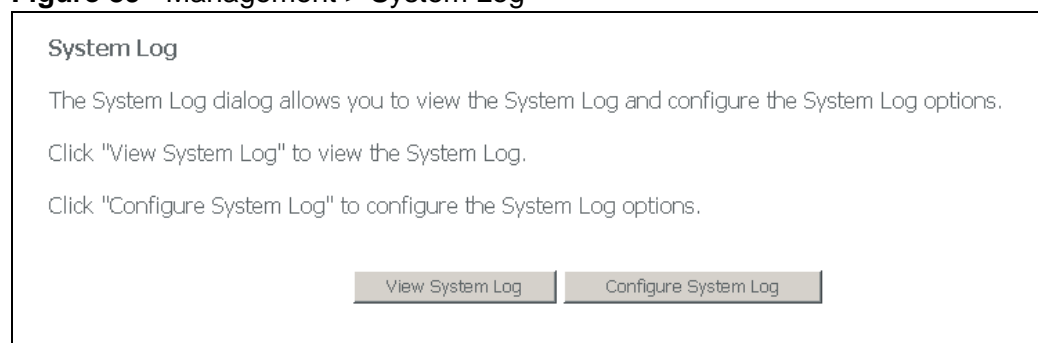 Management > System Log
System Log
The System Log dialog allows you to view the System Log and configure the System Log options.
Click "View System Log" to view the System Log.
Click "Configure System Log" to configure the System Log options.
View System Log
Configure System Log